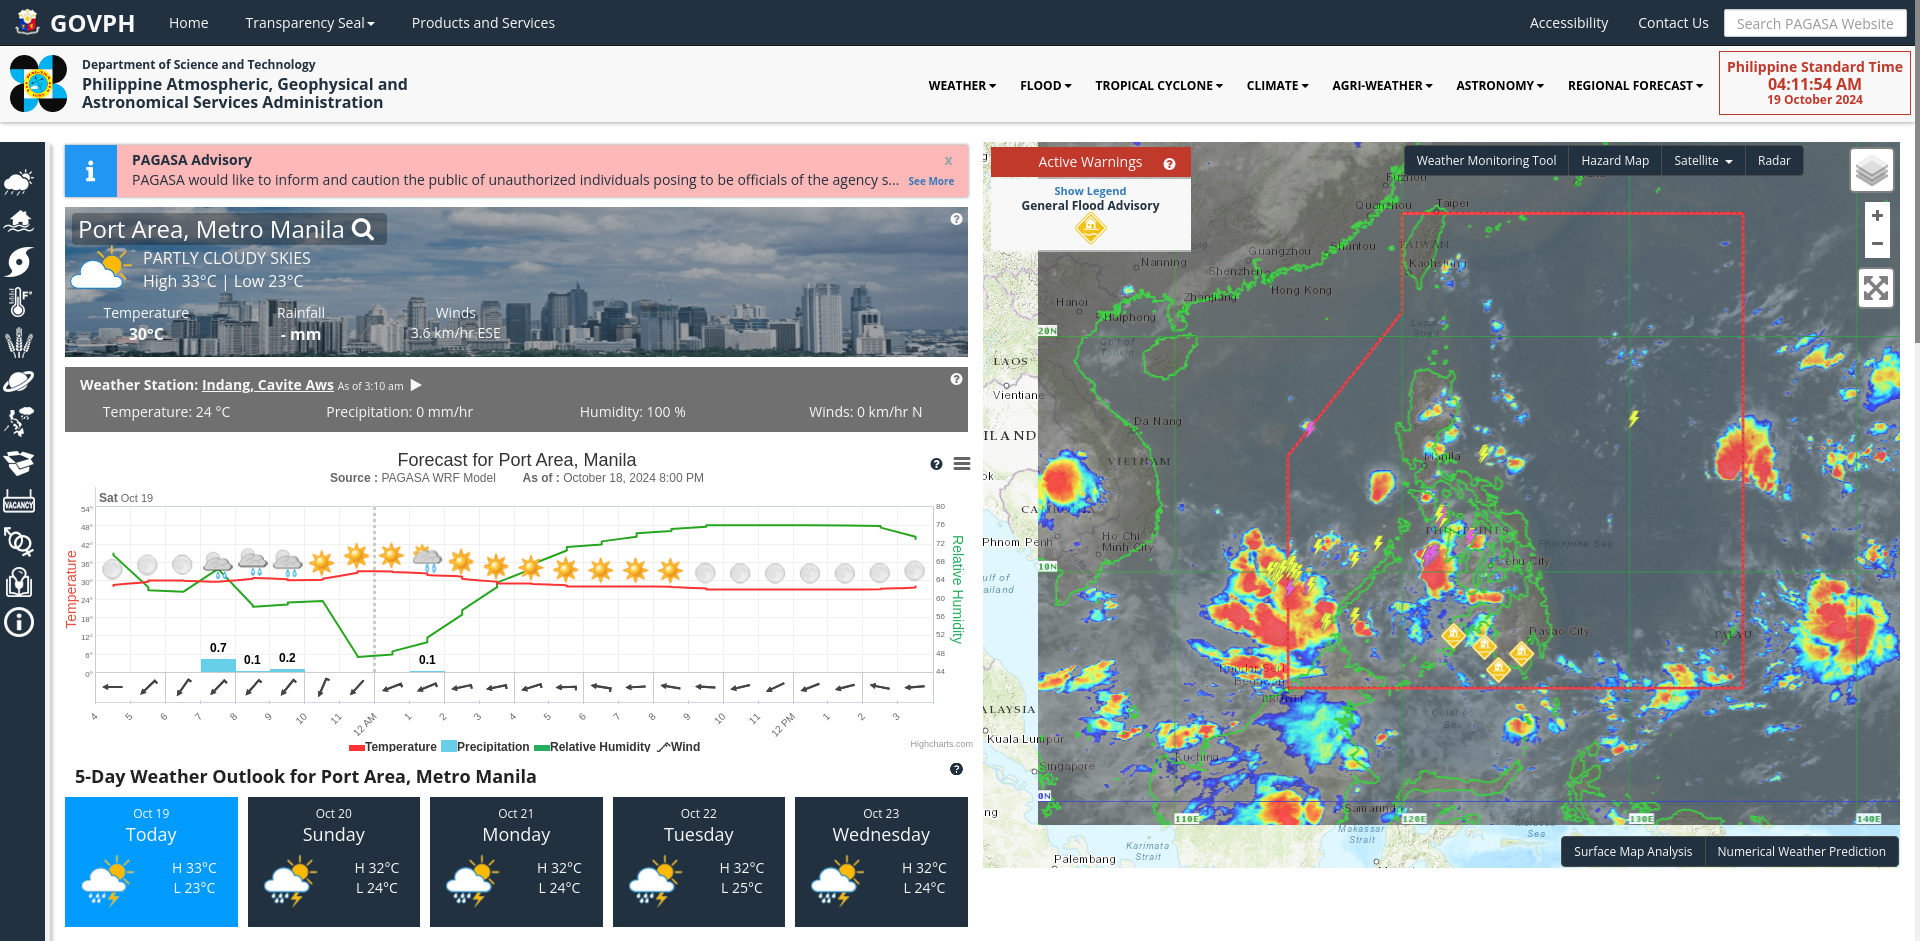 GOVPH
Home
Transparency Seal
Products and Services
Accessibility
Contact Us
Search PAGASA Website
Department of Science and Technology
Philippine Atmospheric, Geophysical and
Astronomical Services Administration
WEATHER
FLOOD
TROPICAL CYCLONE
CLIMATE
AGRI-WEATHER
ASTRONOMY
REGIONAL FORECAST
Philippine Standard Time
04:11:54 AM
19 October 2024
PAGASA Advisory
x
PAGASA would like to inform and caution the public of unauthorized individuals posing to be officials of the agency s... See More
Port Area, Metro Manila
PARTLY CLOUDY SKIES
High 33°C | Low 23°C
Temperature Rainfall Winds
30°C - mm 3.6 km/hr ESE
Weather Station: Indang, Cavite Aws As of 3:10 am
Temperature: 24 °C Precipitation: 0 mm/hr Humidity: 100 % Winds: 0 km/hr N
VACANCY
Forecast for Port Area, Manila
Source : PAGASA WRF Model As of : October 18, 2024 8:00 PM
Sat Oct 19
54°
48°
42°
36°
30°
24°
18°
12°
6°
0°
Temperature
80
76
72
68
64
60
56
52
48
44
Relative Humidity
0.7 0.1 0.2 0.1
4 5 6 7 8 9 10 11 12 AM 1 2 3 4 5 6 7 8 9 10 11 12 PM 1 2 3
Temperature Precipitation Relative Humidity Wind
Highcharts.com
5-Day Weather Outlook for Port Area, Metro Manila
Oct 19
Today
H 33°C
L 23°C
Oct 20
Sunday
H 32°C
L 24°C
Oct 21
Monday
H 32°C
L 24°C
Oct 22
Tuesday
H 32°C
L 25°C
Oct 23
Wednesday
H 32°C
L 24°C
Active Warnings
Show Legend
General Flood Advisory
Weather Monitoring Tool
Hazard Map
Satellite
Radar
+
−
Fuzhou
Quanzhou
Taipei
Guangzhou
Shantou
TAIWAN
Nanning
Shenzhen
Kaohsiung
Hanoi
Zhanjiang
Hong Kong
Haiphong
20N
Luzon
Strait
Gulf of
Tonkin
LAOS
Vientiane
Da Nang
ILAND
Manila
VIETNAM
ok
CAMBODIA
PHILIPPINES
Phnom Penh
Ho Chi
Minh City
Philippine Sea
Cebu City
10N
ulf of
ailand
Davao City
PALAU
Bandar Seri
Begawan
BRUNEI
ALAYSIA
Celebes
Sea
Kuala Lumpur
Kuching
Singapore
0N
ng
Samarinda
110E
120E
130E
140E
Makassar
Strait
Molucca
Sea
Karimata
Strait
Palembang
Surface Map Analysis
Numerical Weather Prediction